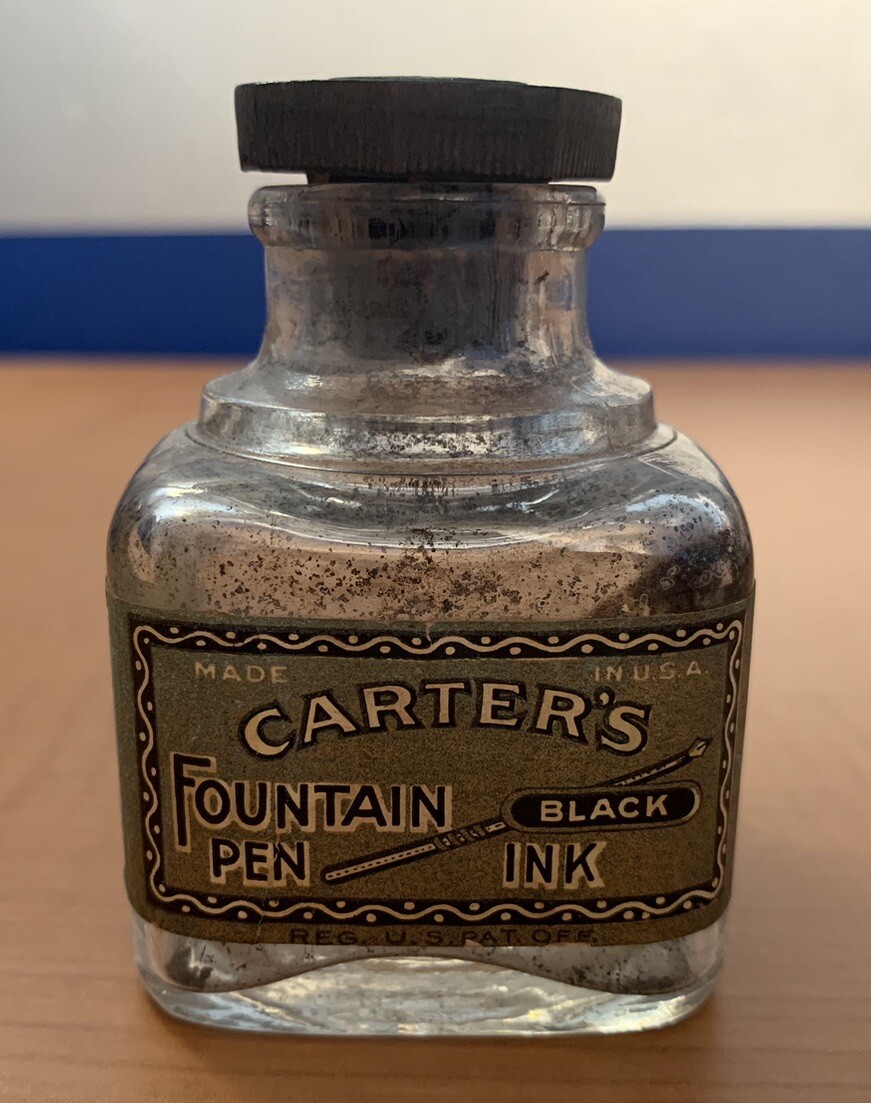 MADE IN U.S.A.
CARTER'S
FOUNTAIN
BLACK
PEN INK
REG. U.S. PAT. OFF.